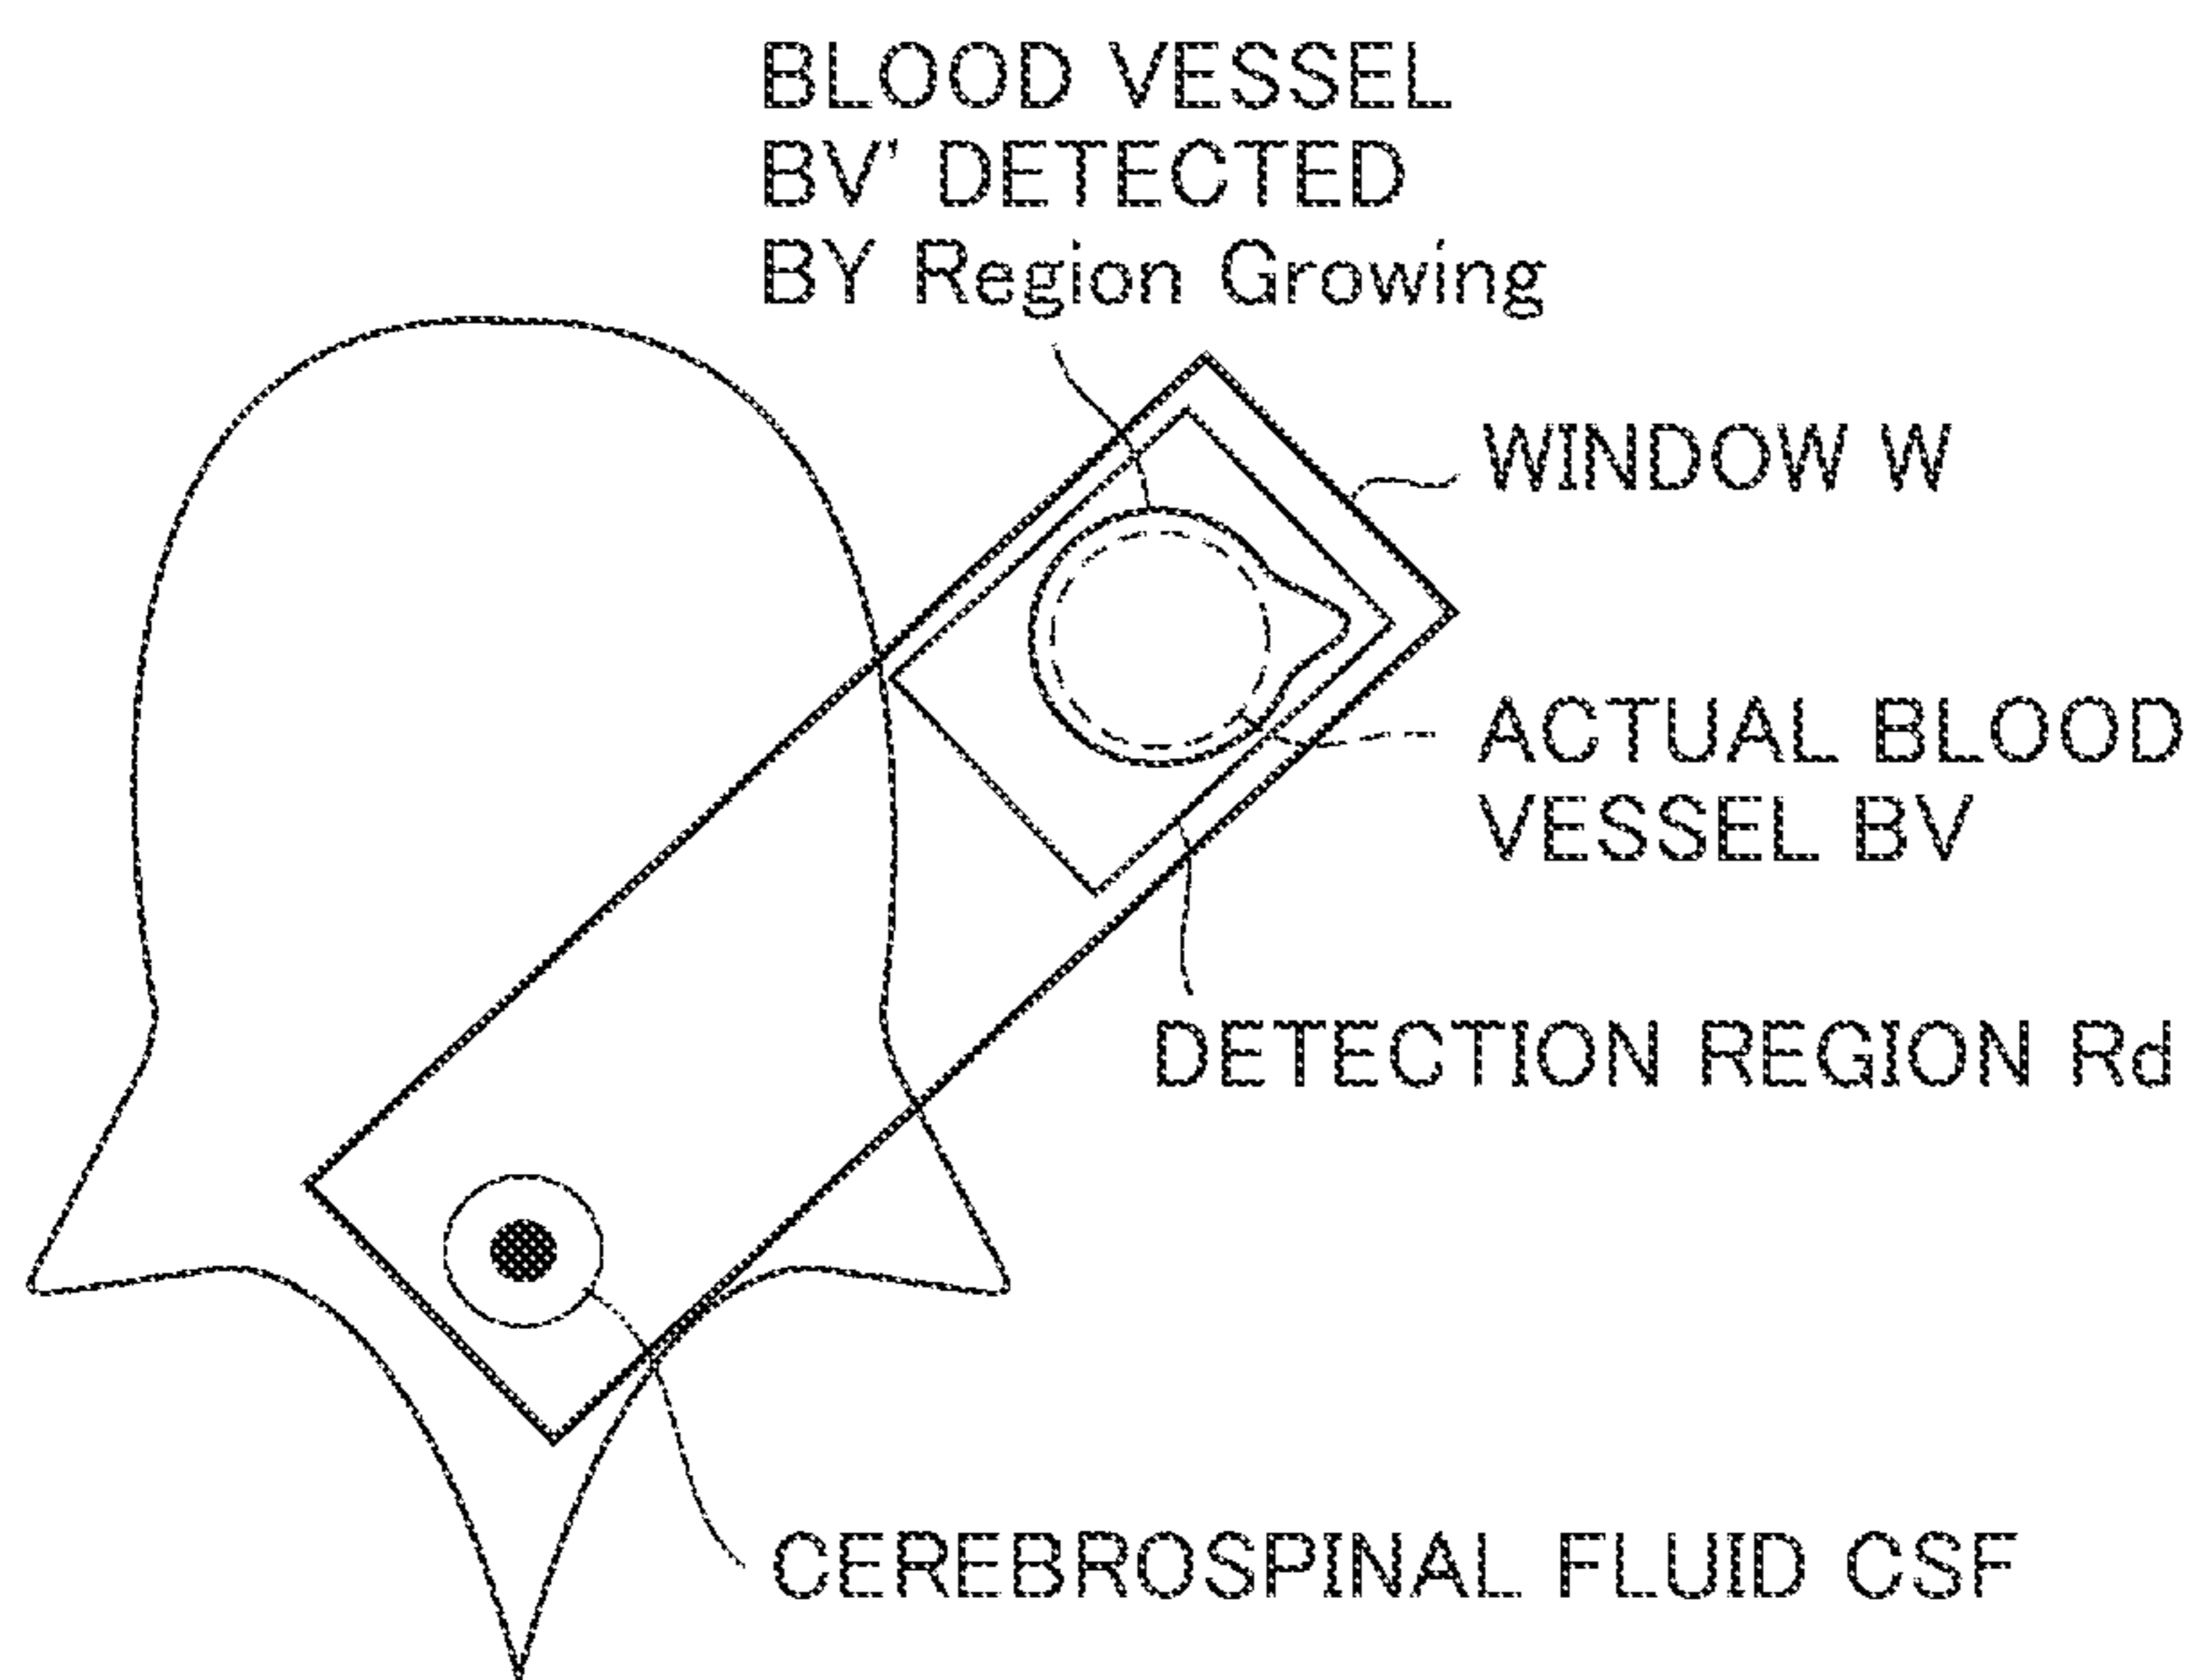 BLOOD VESSEL
BV' DETECTED
BY Region Growing
WINDOW W
ACTUAL BLOOD
VESSEL BV
DETECTION REGION Rd
CEREBROSPINAL FLUID CSF